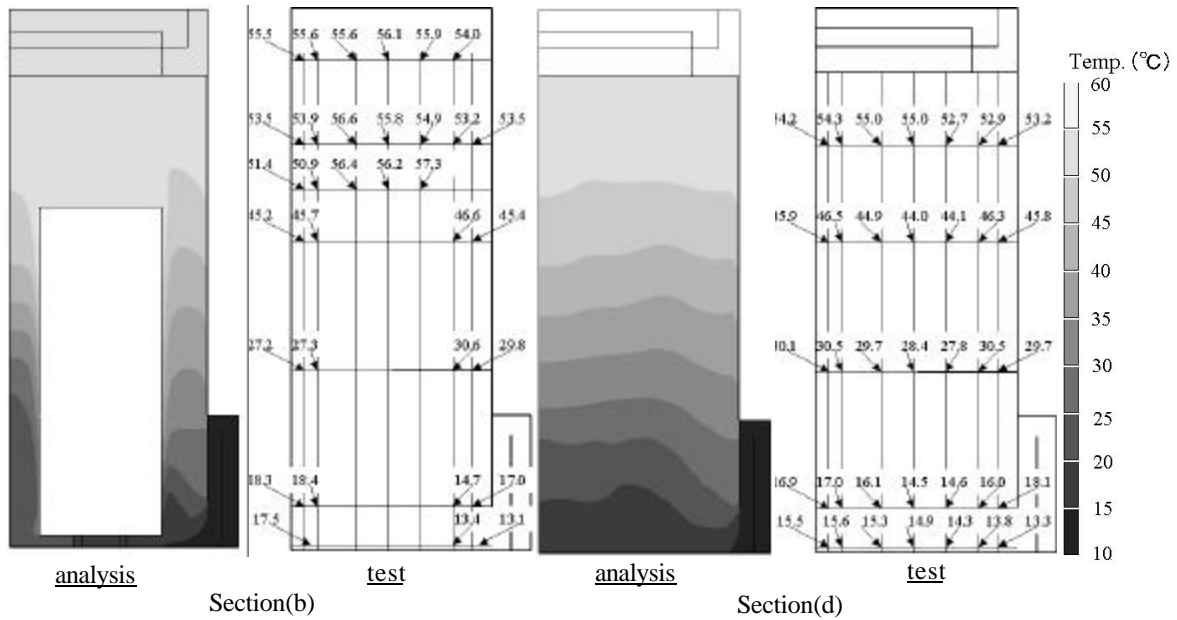 55.5 55.6 55.6 56.1 55.9 54.0
53.5 53.9 56.6 55.8 54.9 53.2 53.5
51.4 50.9 56.4 56.2 57.3
45.2 45.7 46.6 45.4
27.2 27.3 30.6 29.8
18.3 18.4 14.7 17.0
17.5 13.4 13.1
54.2 54.3 55.0 55.0 52.7 52.9 53.2
45.9 46.5 44.9 44.0 44.1 46.3 45.8
30.1 30.5 29.7 28.4 27.8 30.5 29.7
16.9 17.0 16.1 14.5 14.6 16.0 18.1
15.5 15.6 15.3 14.9 14.3 13.8 13.3
Temp. (℃)
60
55
50
45
40
35
30
25
20
15
10
analysis test analysis test
Section(b) Section(d)